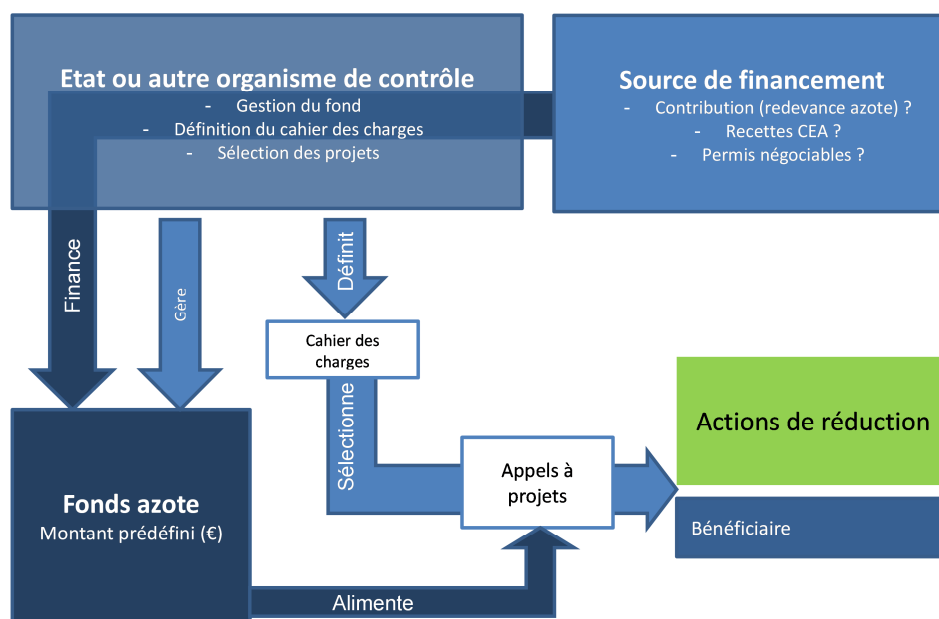 Etat ou autre organisme de contrôle
- Gestion du fond
- Définition du cahier des charges
- Sélection des projets
Source de financement
- Contribution (redevance azote) ?
- Recettes CEA ?
- Permis négociables ?
Finance
Gère
Définit
Cahier des
charges
Sélectionne
Appels à
projets
Actions de réduction
Bénéficiaire
Fonds azote
Montant prédéfini (€)
Alimente